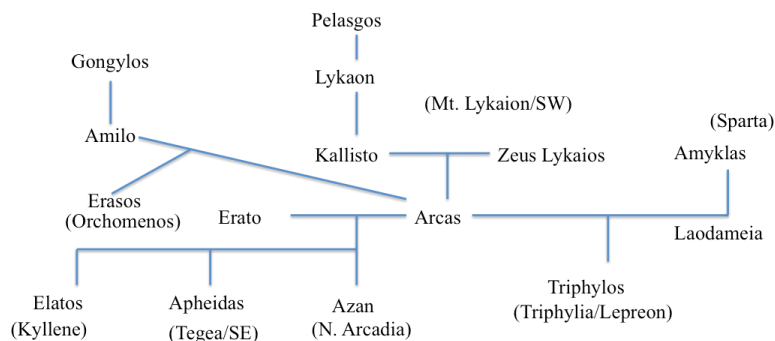 Pelasgos
Gongylos
Lykaon
(Mt. Lykaion/SW)
(Sparta)
Amilo
Kallisto
Zeus Lykaios
Amyklas
Erasos
(Orchomenos)
Erato
Arcas
Laodameia
Elatos
(Kyllene)
Apheidas
(Tegea/SE)
Azan
(N. Arcadia)
Triphylos
(Triphylia/Lepreon)